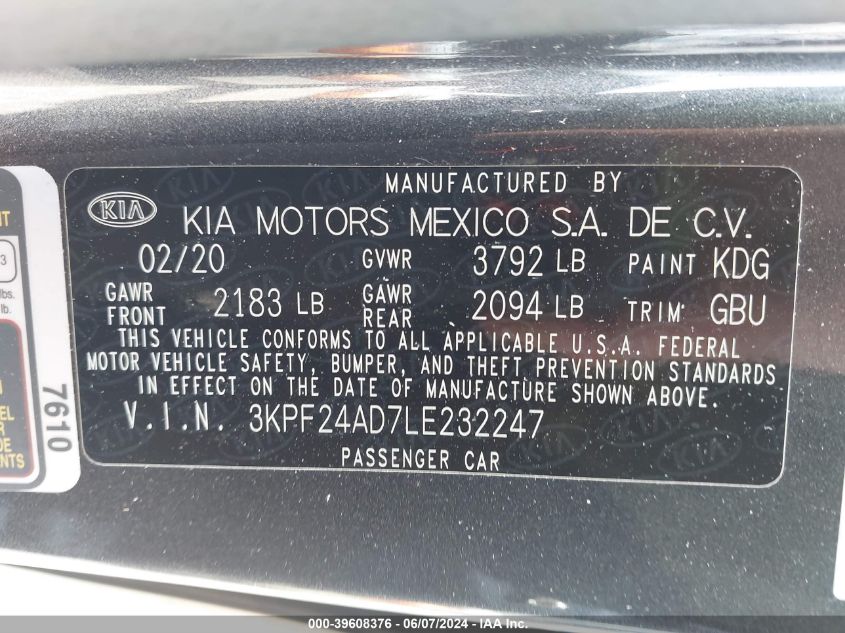 MANUFACTURED BY
KIA KIA MOTORS MEXICO S.A. DE C.V.
02/20 GVWR 3792 LB PAINT KDG
GAWR FRONT 2183 LB GAWR REAR 2094 LB TRIM: GBU
THIS VEHICLE CONFORMS TO ALL APPLICABLE U.S.A. FEDERAL
MOTOR VEHICLE SAFETY, BUMPER, AND THEFT PREVENTION STANDARDS
IN EFFECT ON THE DATE OF MANUFACTURE SHOWN ABOVE.
V.I.N. 3KPF24AD7LE232247
PASSENGER CAR
3
lbs.
lb.
7610
000-39608376 - 06/07/2024 - IAA, Inc.